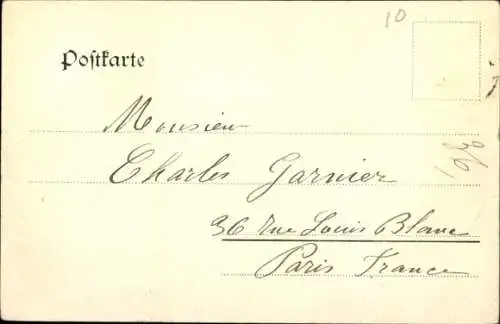 10
Postkarte
Monsieur
Charles Garnier
36 Rue Louis Blanc
Paris France